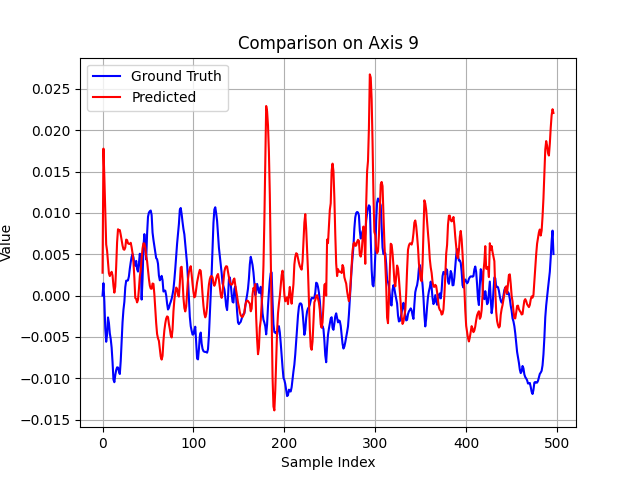 Comparison on Axis 9
Ground Truth
Predicted
Value
0.025
0.020
0.015
0.010
0.005
0.000
−0.005
−0.010
−0.015
0 100 200 300 400 500
Sample Index